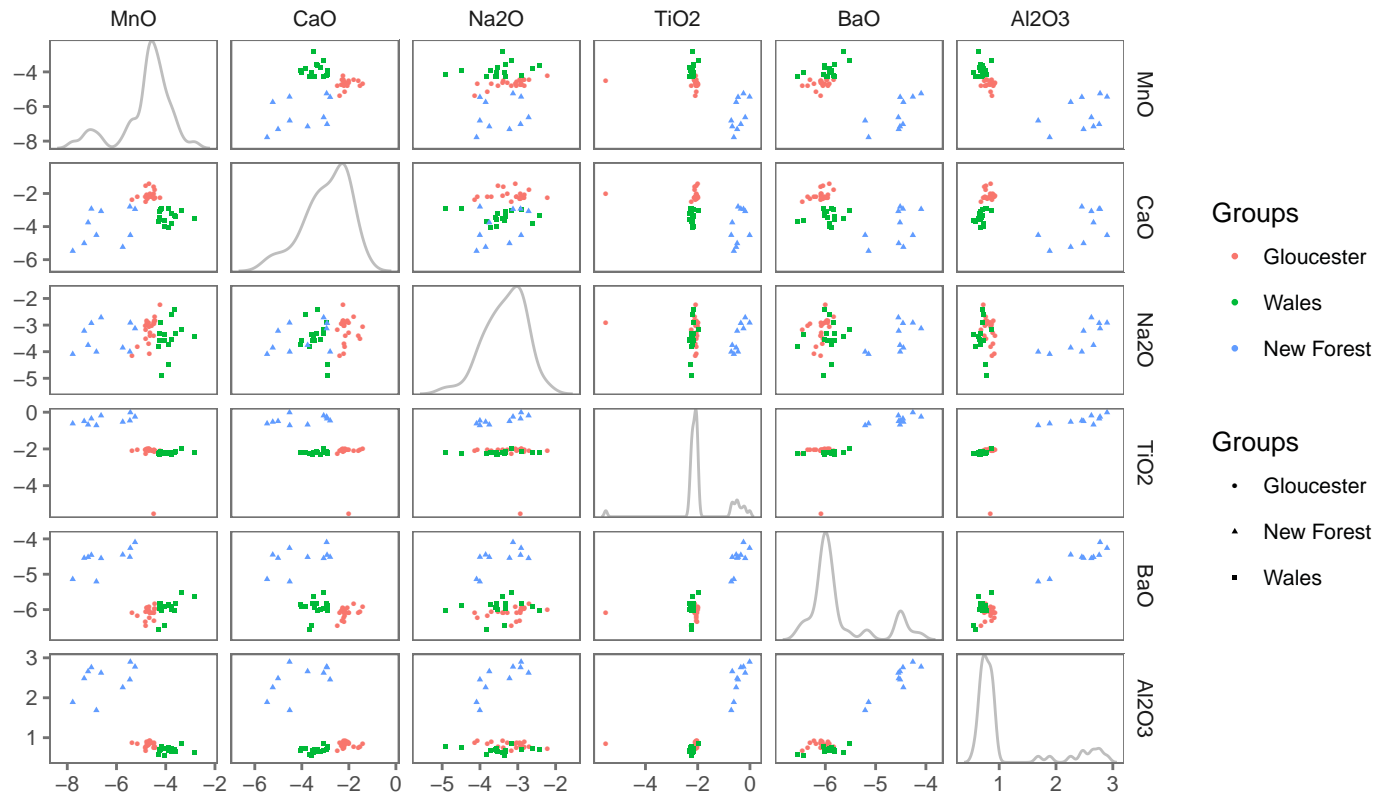 MnO CaO Na2O TiO2 BaO Al2O3
−4
−6
−8
MnO
−2
−4
−6
CaO
−2
−3
−4
−5
Na2O
0
−2
−4
TiO2
−4
−5
−6
BaO
3
2
1
Al2O3
−8 −6 −4 −2 −6 −4 −2 0 −5 −4 −3 −2 −4 −2 0 −6 −5 −4 1 2 3
Groups
Gloucester
Wales
New Forest
Groups
Gloucester
New Forest
Wales